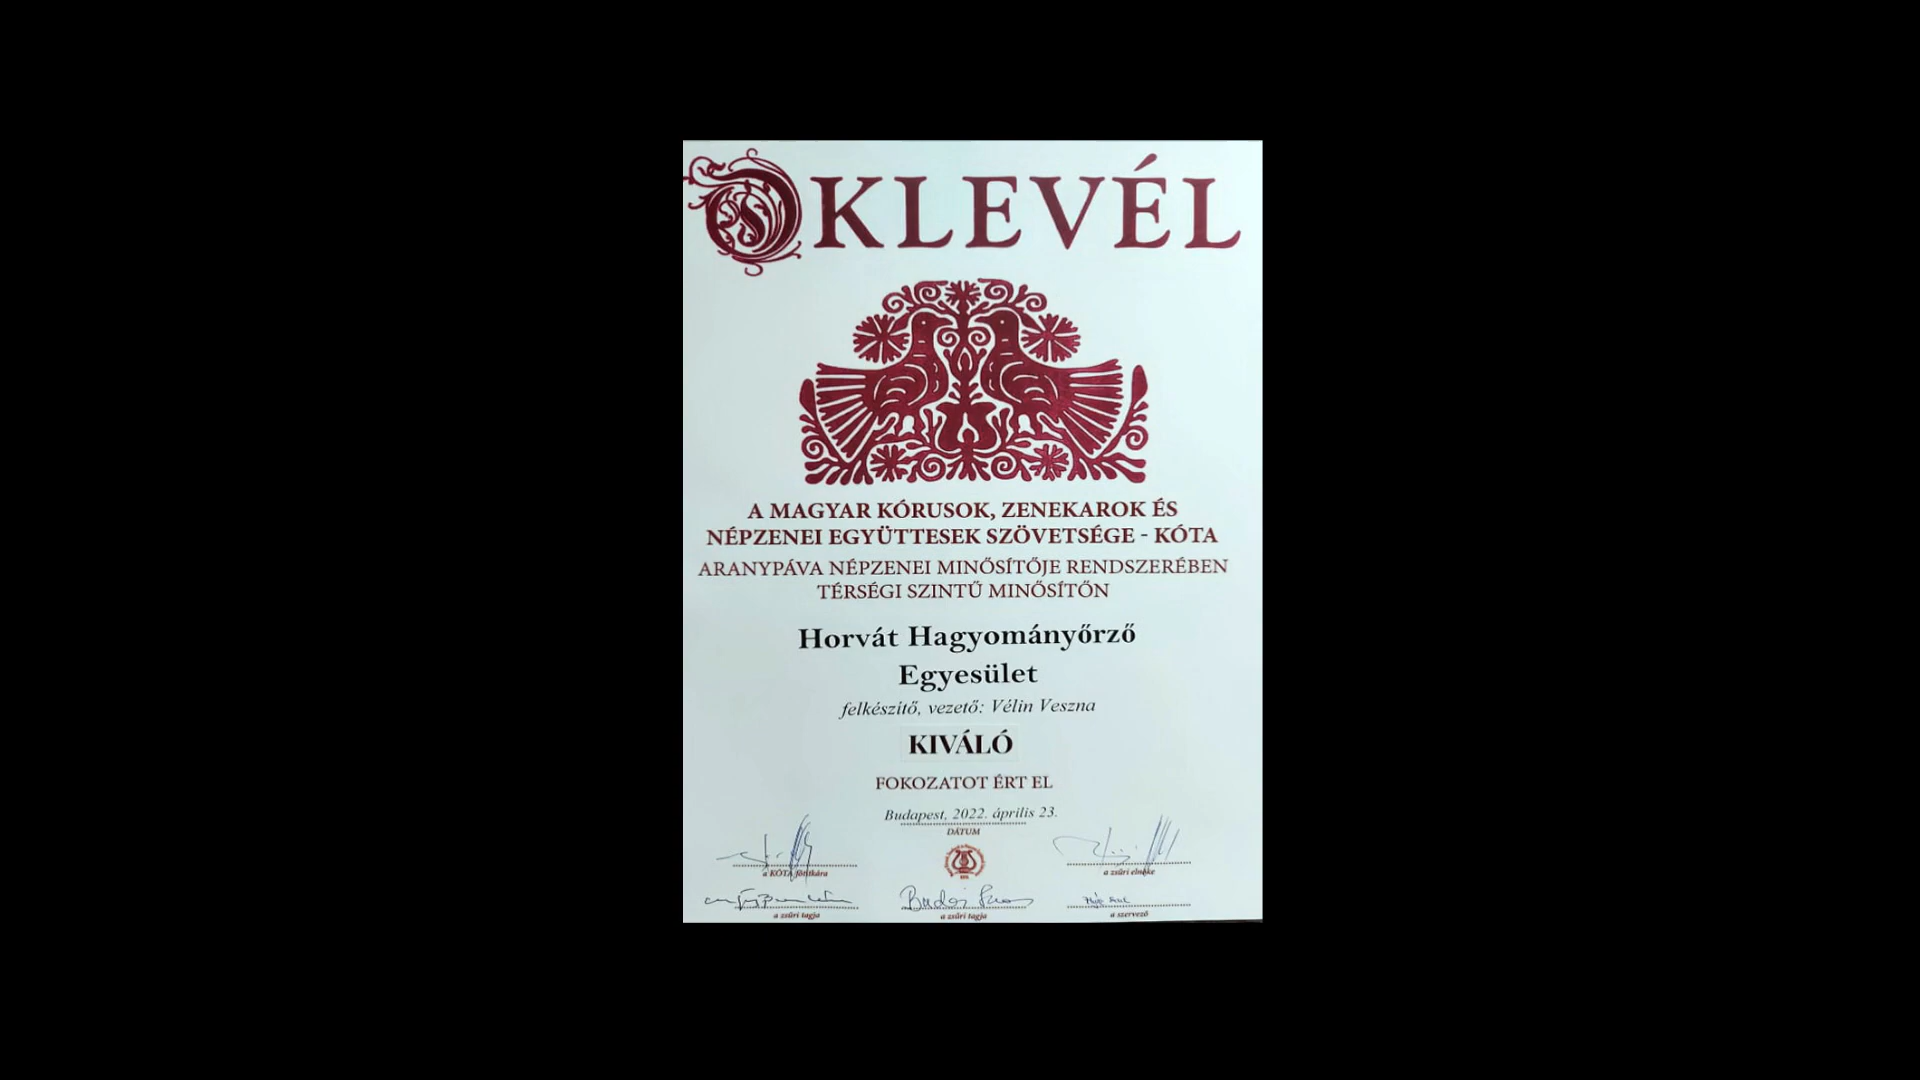 OKLEVÉL
A MAGYAR KÓRUSOK, ZENEKAROK ÉS
NÉPZENEI EGYÜTTESEK SZÖVETSÉGE - KÓTA
ARANYPÁVA NÉPZENEI MINŐSÍTŐJE RENDSZERÉBEN
TÉRSÉGI SZINTŰ MINŐSÍTŐN
Horvát Hagyományőrző
Egyesület
felkészítő, vezető: Vélin Veszna
KIVÁLÓ
FOKOZATOT ÉRT EL
Budapest, 2022. április 23.
DÁTUM
a KÓTA főtitkára
a zsűri elnöke
a zsűri tagja
a zsűri tagja
a szervező